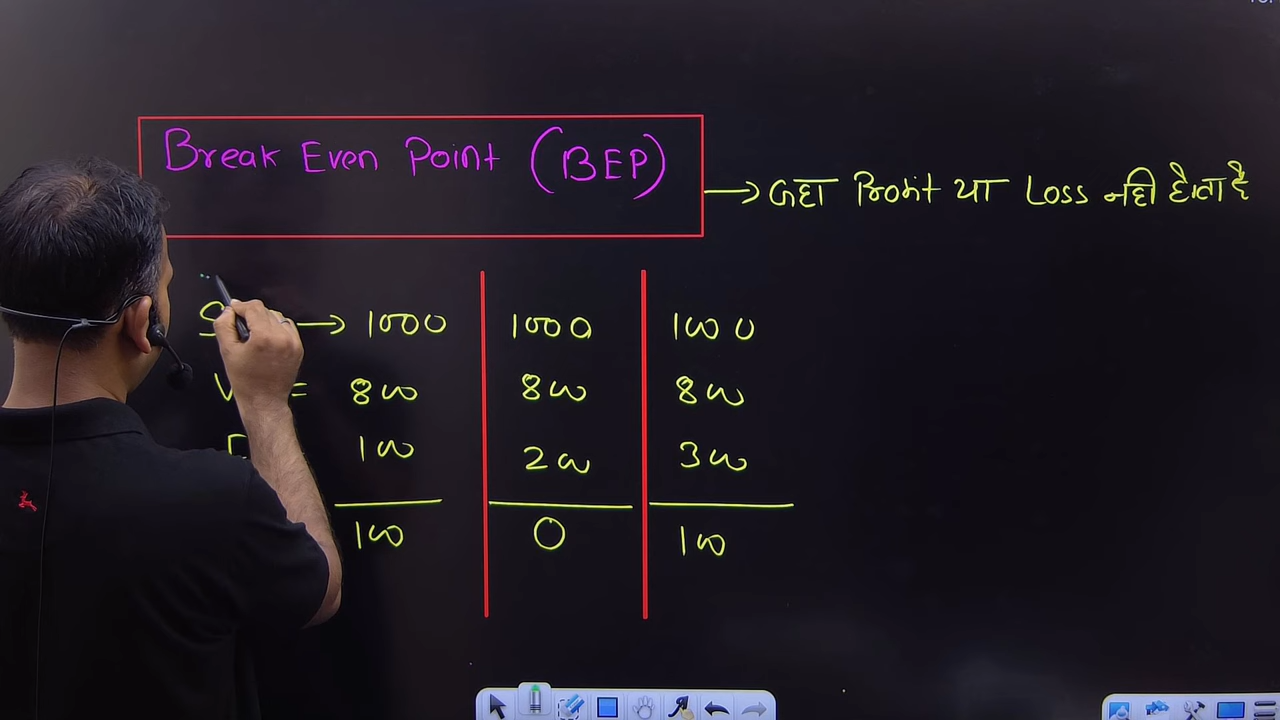 Break Even Point (BEP)
→ जहा Profit या Loss नही होता है
S → 1000 1000 1000
V = 800 800 800
100 200 300
100 0 100